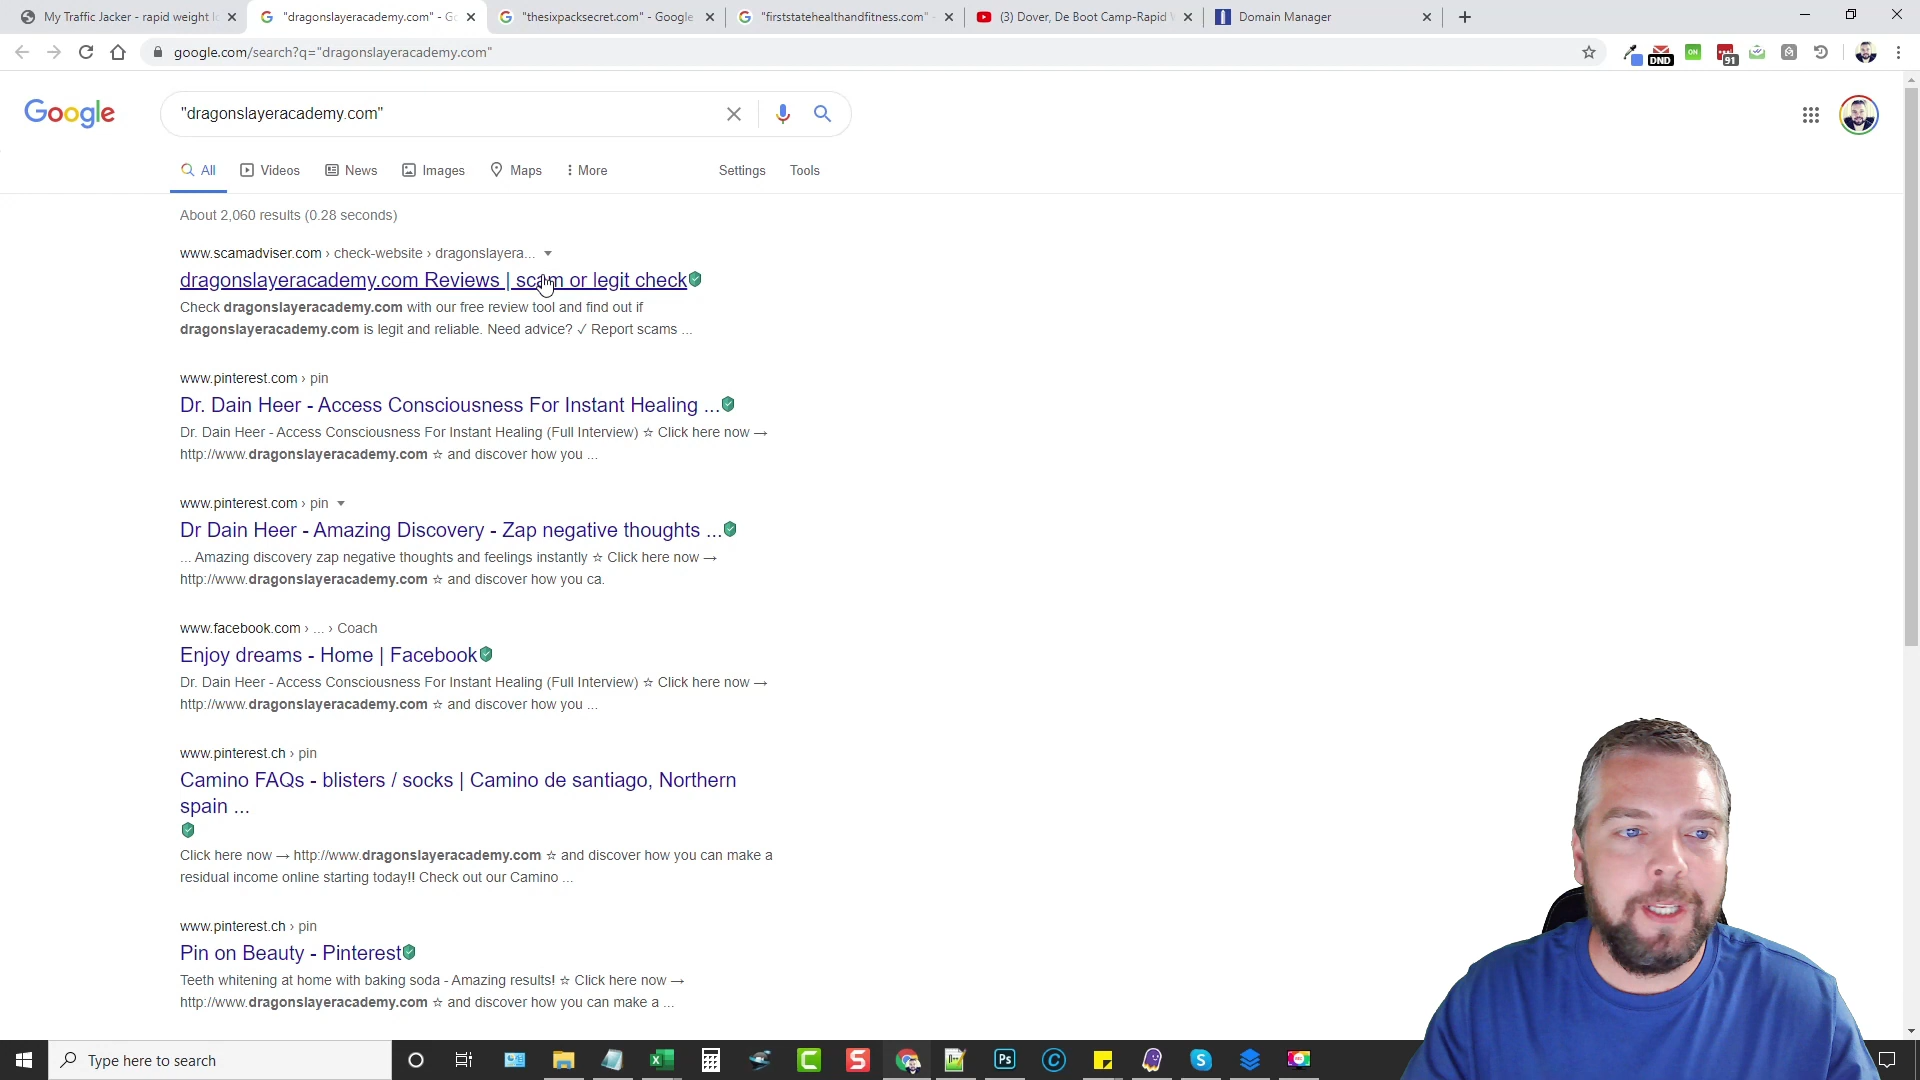 My Traffic Jacker - rapid weight l
"dragonslayeracademy.com" - Go
"thesixpacksecret.com" - Google
"firststatehealthandfitness.com" -
(3) Dover, De Boot Camp-Rapid W
Domain Manager
google.com/search?q="dragonslayeracademy.com"
DND
ON
91
Google
"dragonslayeracademy.com"
All
Videos
News
Images
Maps
More
Settings
Tools
About 2,060 results (0.28 seconds)
www.scamadviser.com › check-website › dragonslayera...
dragonslayeracademy.com Reviews | scam or legit check
Check dragonslayeracademy.com with our free review tool and find out if
dragonslayeracademy.com is legit and reliable. Need advice? ✓ Report scams ...
www.pinterest.com › pin
Dr. Dain Heer - Access Consciousness For Instant Healing ...
Dr. Dain Heer - Access Consciousness For Instant Healing (Full Interview) ☆ Click here now →
http://www.dragonslayeracademy.com ☆ and discover how you ...
www.pinterest.com › pin
Dr Dain Heer - Amazing Discovery - Zap negative thoughts ...
... Amazing discovery zap negative thoughts and feelings instantly ☆ Click here now →
http://www.dragonslayeracademy.com ☆ and discover how you ca.
www.facebook.com › ... › Coach
Enjoy dreams - Home | Facebook
Dr. Dain Heer - Access Consciousness For Instant Healing (Full Interview) ☆ Click here now →
http://www.dragonslayeracademy.com ☆ and discover how you ...
www.pinterest.ch › pin
Camino FAQs - blisters / socks | Camino de santiago, Northern
spain ...
Click here now → http://www.dragonslayeracademy.com ☆ and discover how you can make a
residual income online starting today!! Check out our Camino ...
www.pinterest.ch › pin
Pin on Beauty - Pinterest
Teeth whitening at home with baking soda - Amazing results! ☆ Click here now →
http://www.dragonslayeracademy.com ☆ and discover how you can make a ...
Type here to search